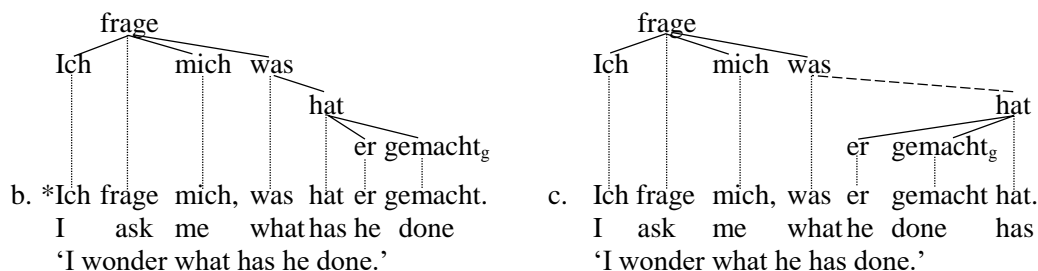 frage frage
Ich mich was Ich mich was
hat hat
er gemachtg er gemachtg
b. *Ich frage mich, was hat er gemacht. c. Ich frage mich, was er gemacht hat.
I ask me what has he done I ask me what he done has
‘I wonder what has he done.’ ‘I wonder what he has done.’